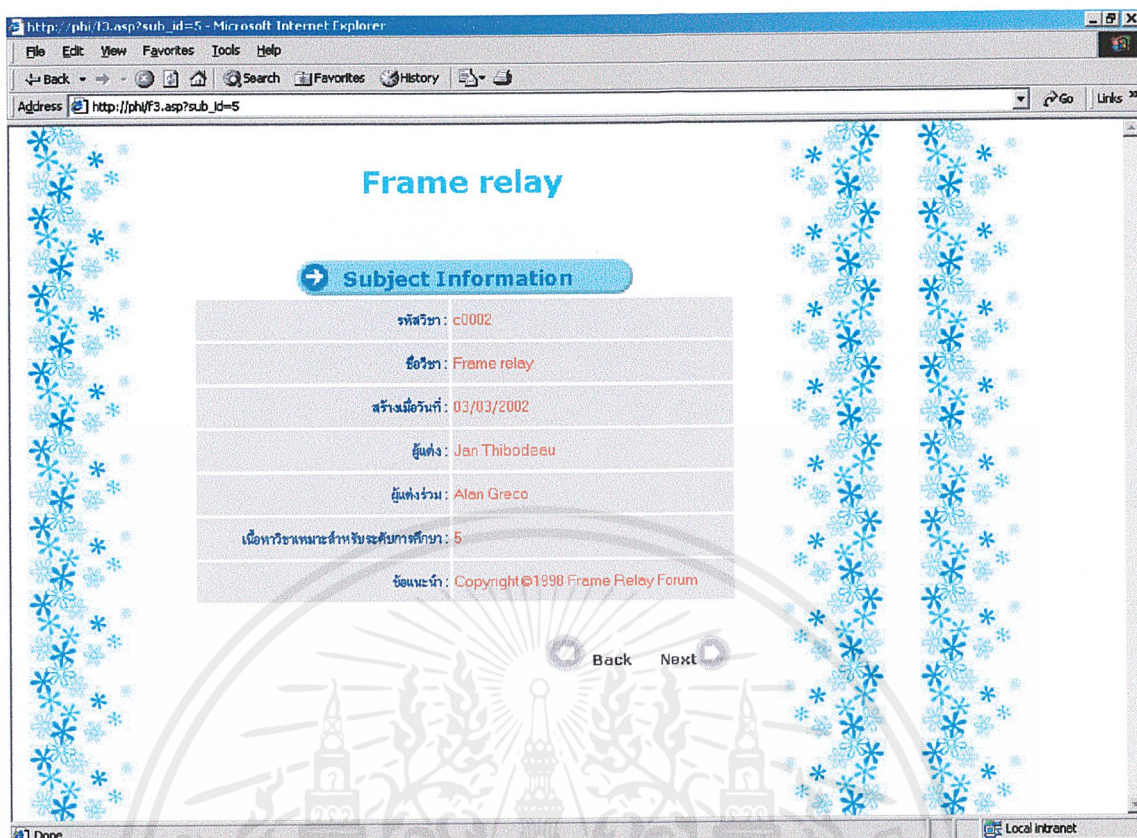 http://phi/f3.asp?sub_id=5 - Microsoft Internet Explorer
File Edit View Favorites Tools Help
Back Search Favorites History
Address http://phi/f3.asp?sub_id=5 Go Links »
Frame relay
Subject Information
รหัสวิชา : c0002
ชื่อวิชา : Frame relay
สร้างเมื่อวันที่ : 03/03/2002
ผู้แต่ง : Jan Thibodeau
ผู้แต่งร่วม : Alan Greco
เนื้อหาวิชาเหมาะสำหรับระดับการศึกษา : 5
ข้อแนะนำ : Copyright©1998 Frame Relay Forum
Back Next
Done Local intranet